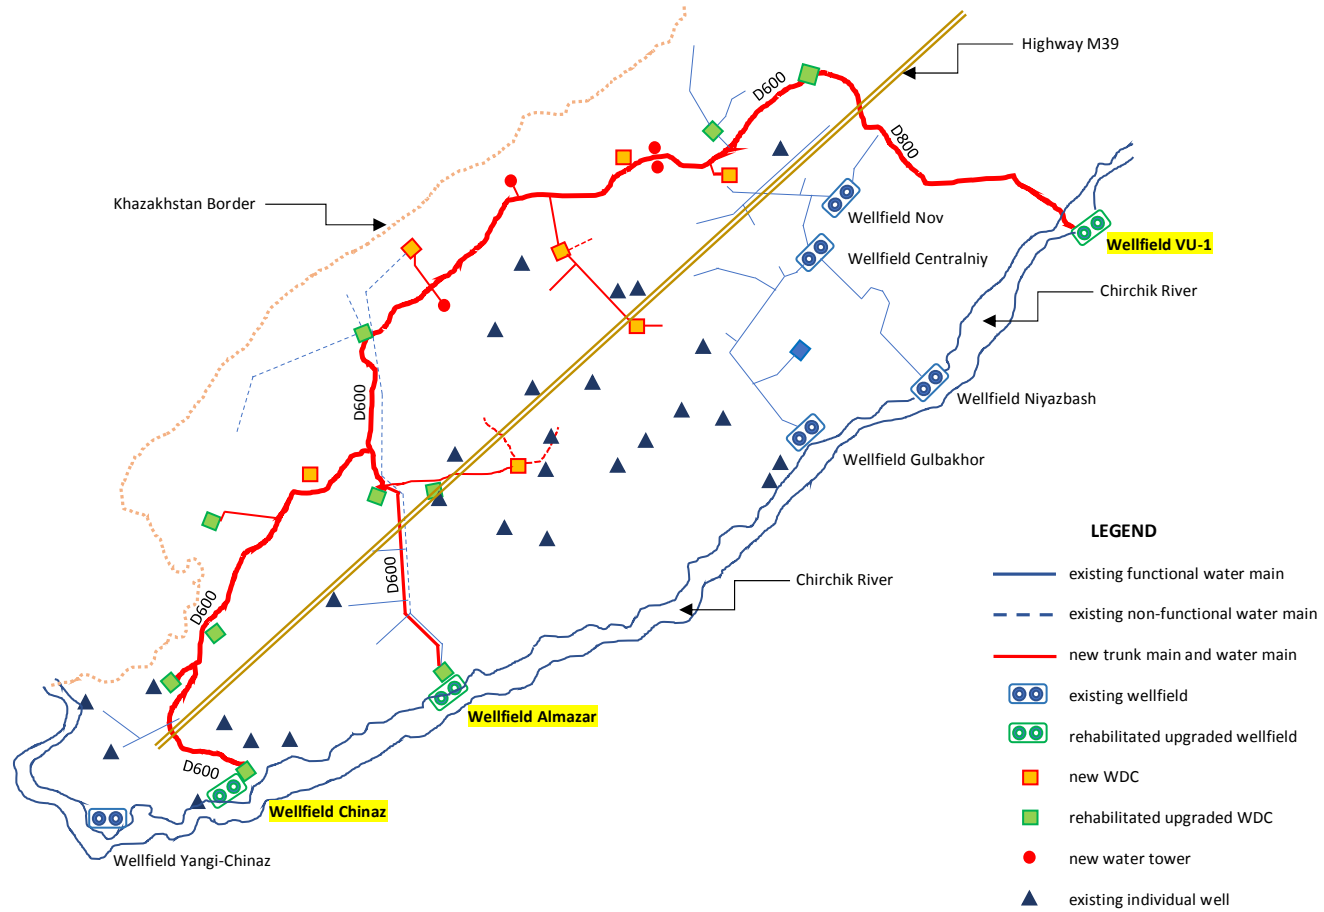 Highway M39
D600
D800
Khazakhstan Border
Wellfield Nov
Wellfield VU-1
Wellfield Centralniy
Chirchik River
D600
Wellfield Niyazbash
Wellfield Gulbakhor
LEGEND
existing functional water main
Chirchik River
D600
existing non-functional water main
D600
new trunk main and water main
existing wellfield
Wellfield Almazar
rehabilitated upgraded wellfield
D600
new WDC
Wellfield Chinaz
rehabilitated upgraded WDC
Wellfield Yangi-Chinaz
new water tower
existing individual well